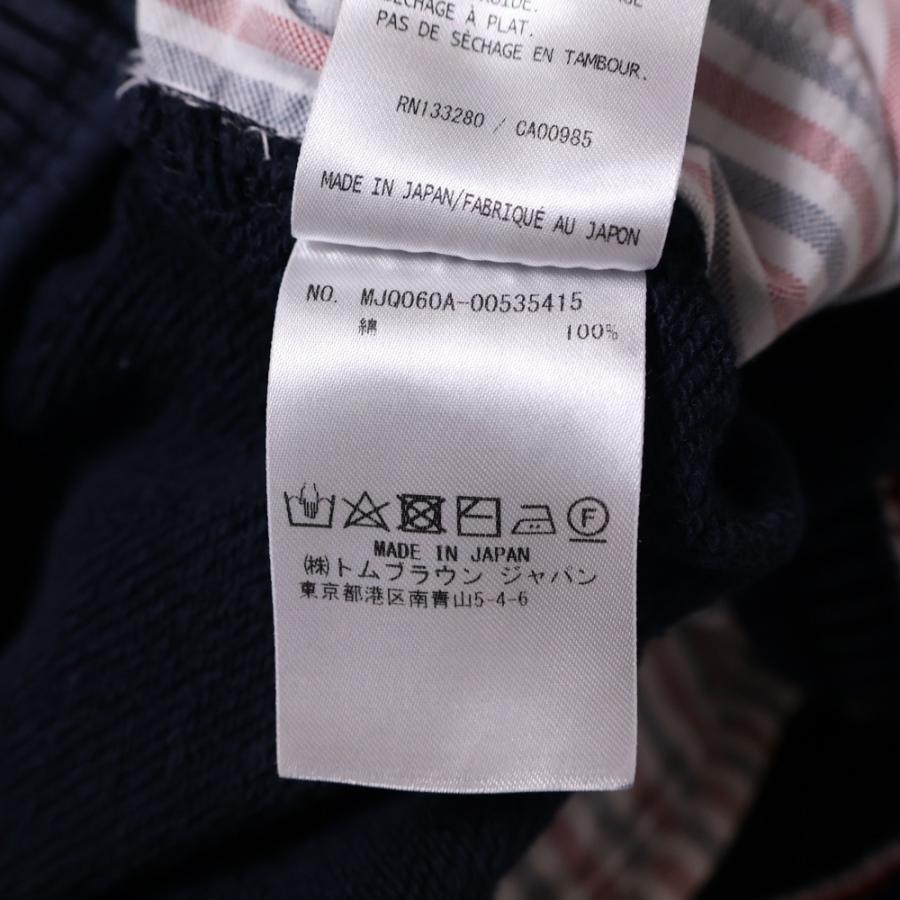 SÉCHAGE À PLAT.
PAS DE SÉCHAGE EN TAMBOUR.
RN133280 / CA00985
MADE IN JAPAN/FABRIQUÉ AU JAPON
NO. MJQ060A-00535415
綿 100%
F
MADE IN JAPAN
(株)トムブラウン ジャパン
東京都港区南青山5-4-6